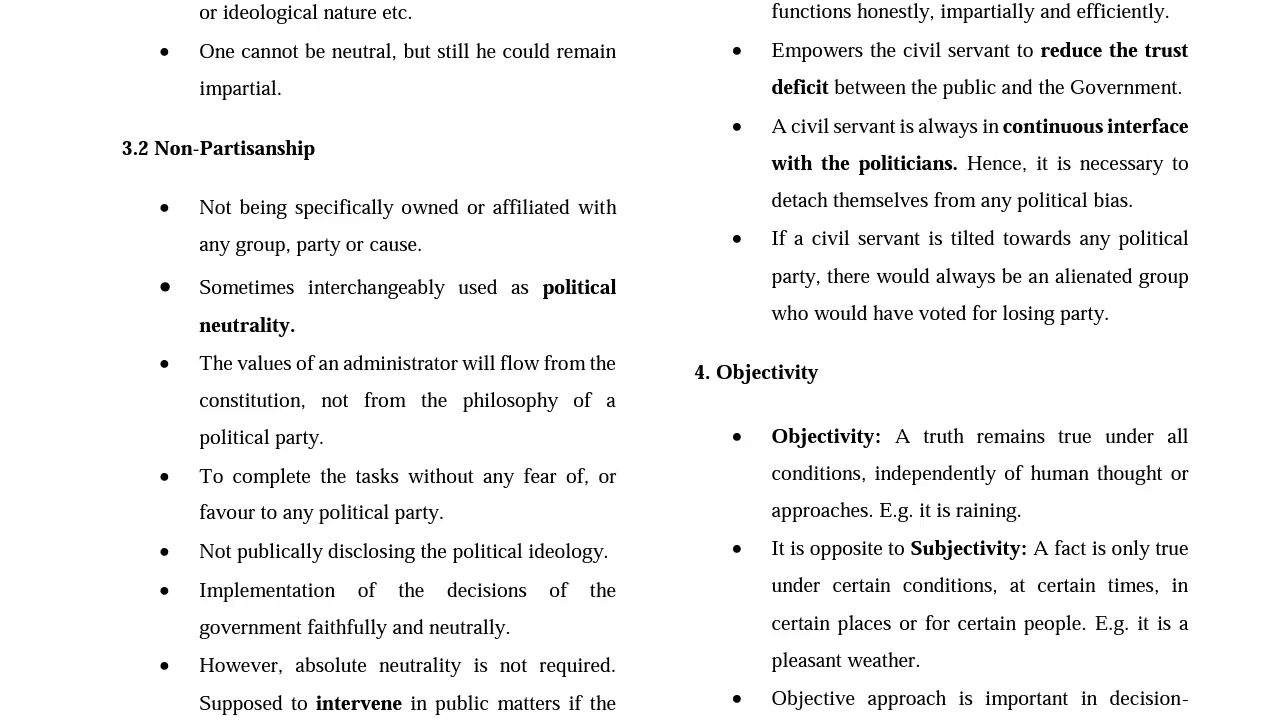 or ideological nature etc.
• One cannot be neutral, but still he could remain
impartial.
3.2 Non-Partisanship
• Not being specifically owned or affiliated with
any group, party or cause.
• Sometimes interchangeably used as political
neutrality.
• The values of an administrator will flow from the
constitution, not from the philosophy of a
political party.
• To complete the tasks without any fear of, or
favour to any political party.
• Not publically disclosing the political ideology.
• Implementation of the decisions of the
government faithfully and neutrally.
• However, absolute neutrality is not required.
Supposed to intervene in public matters if the
functions honestly, impartially and efficiently.
• Empowers the civil servant to reduce the trust
deficit between the public and the Government.
• A civil servant is always in continuous interface
with the politicians. Hence, it is necessary to
detach themselves from any political bias.
• If a civil servant is tilted towards any political
party, there would always be an alienated group
who would have voted for losing party.
4. Objectivity
• Objectivity: A truth remains true under all
conditions, independently of human thought or
approaches. E.g. it is raining.
• It is opposite to Subjectivity: A fact is only true
under certain conditions, at certain times, in
certain places or for certain people. E.g. it is a
pleasant weather.
• Objective approach is important in decision-